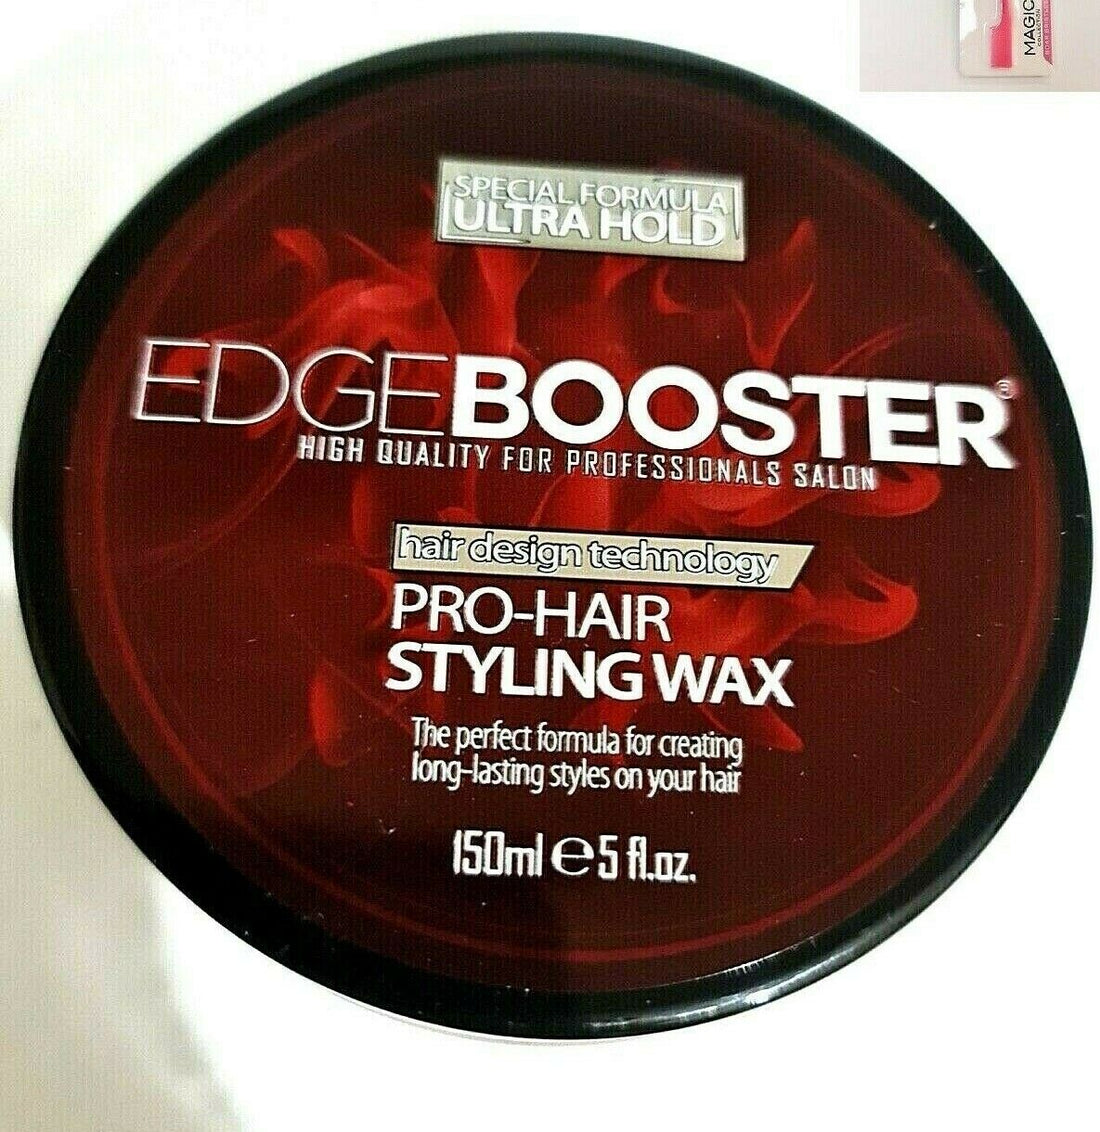 MAGIC
COLLECTION
SPECIAL FORMULA
ULTRA HOLD
EDGEBOOSTER®
HIGH QUALITY FOR PROFESSIONALS SALON
hair design technology
PRO-HAIR
STYLING WAX
The perfect formula for creating
long-lasting styles on your hair
150ml e 5 fl.oz.